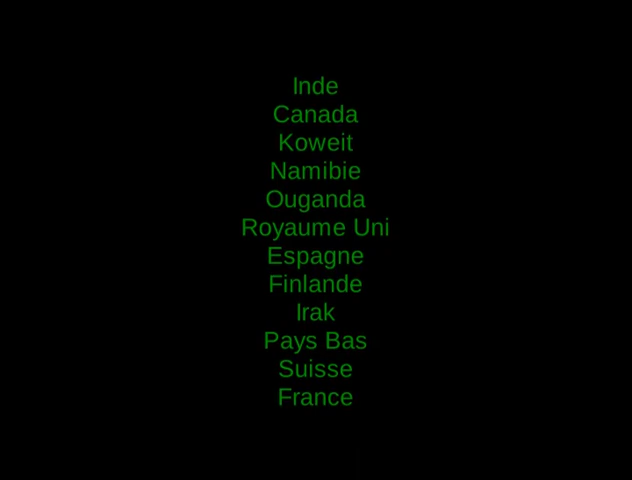 Inde
Canada
Koweit
Namibie
Ouganda
Royaume Uni
Espagne
Finlande
Irak
Pays Bas
Suisse
France